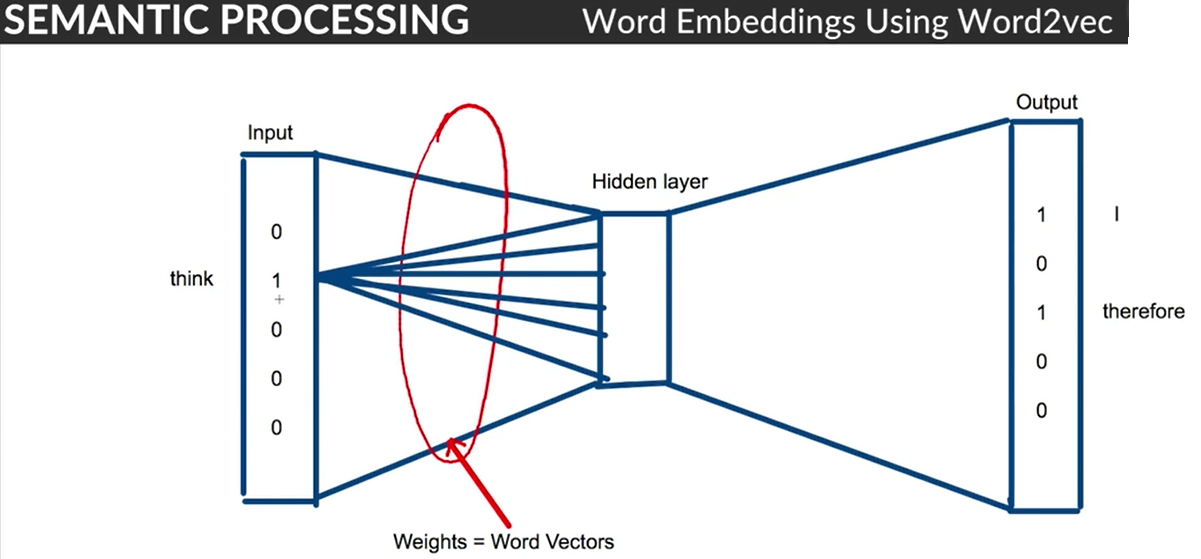 SEMANTIC PROCESSING Word Embeddings Using Word2vec
Output
Input
Hidden layer
0
think 1
0
0
0
1 I
0
1 therefore
0
0
Weights = Word Vectors